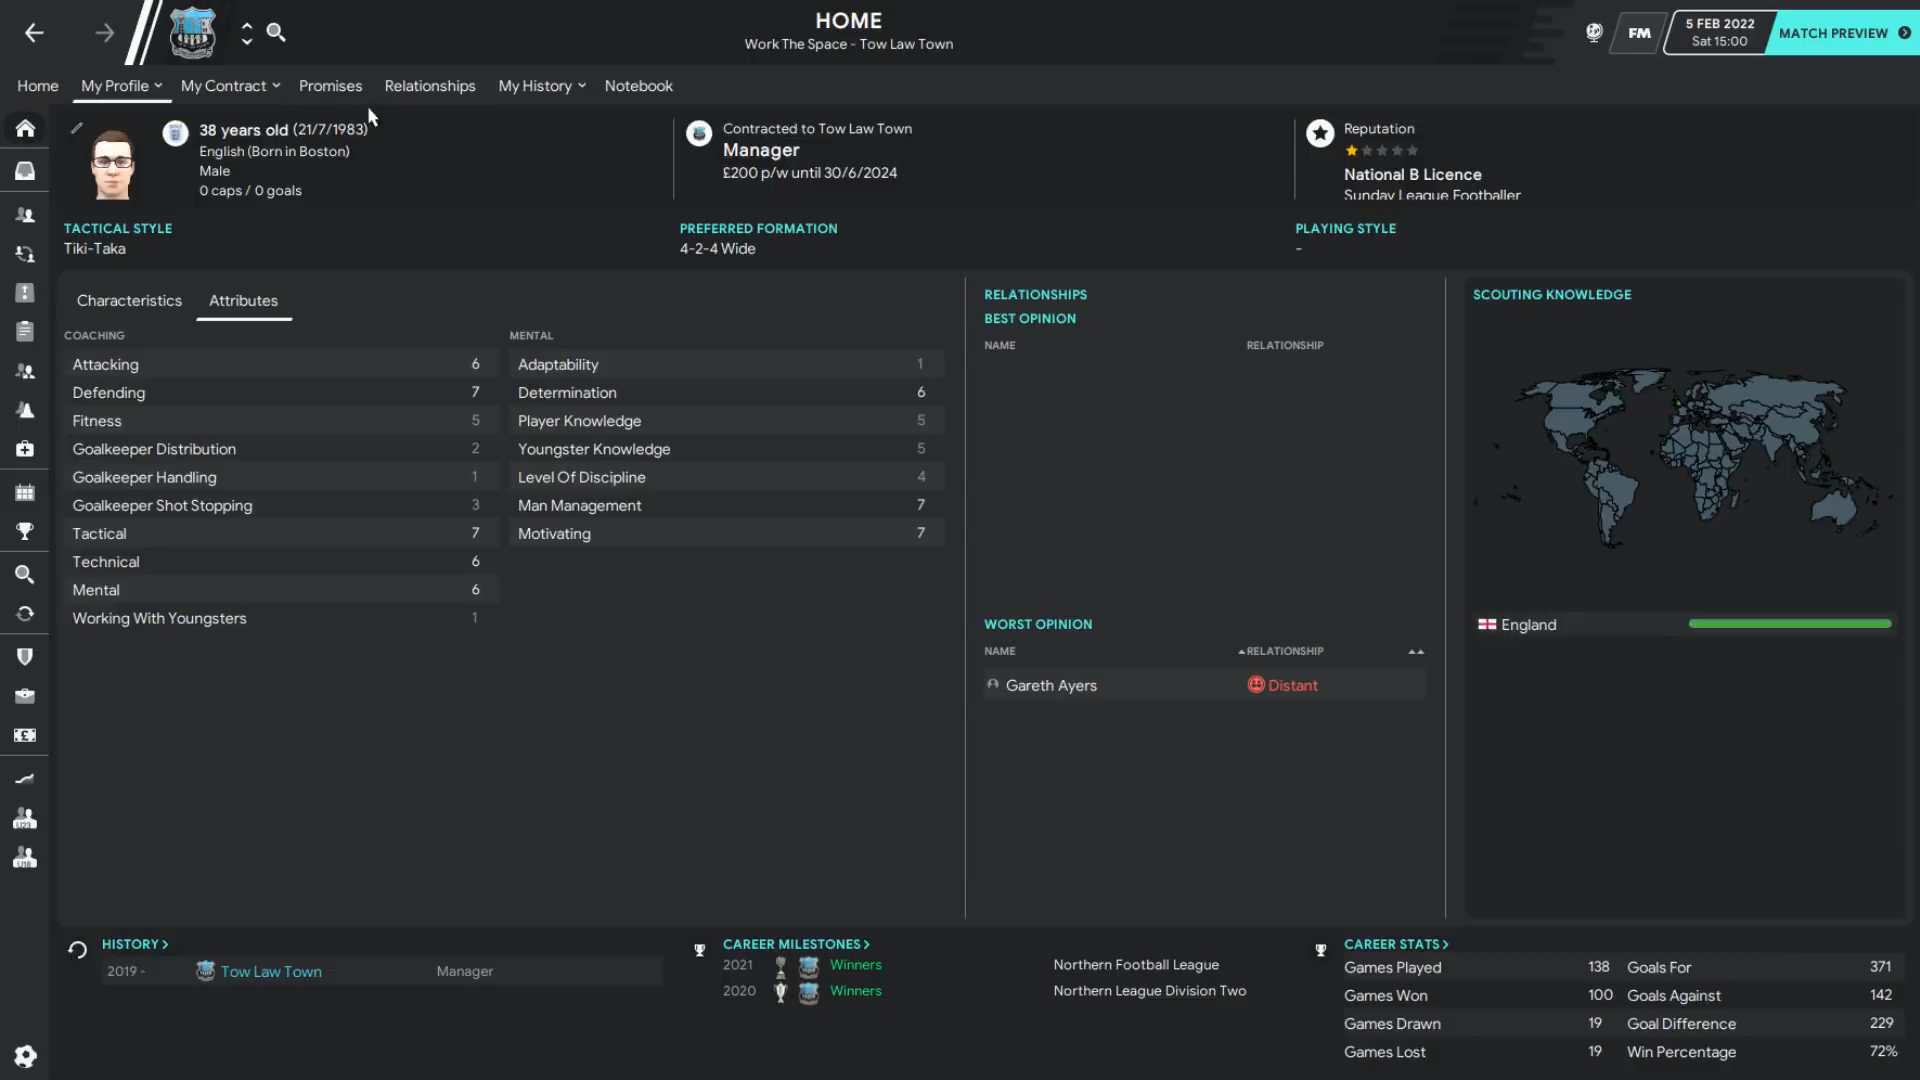 HOME
Work The Space - Tow Law Town
FM
5 FEB 2022
Sat 15:00
MATCH PREVIEW
Home
My Profile
My Contract
Promises
Relationships
My History
Notebook
38 years old (21/7/1983)
English (Born in Boston)
Male
0 caps / 0 goals
Contracted to Tow Law Town
Manager
£200 p/w until 30/6/2024
Reputation
National B Licence
Sunday League Footballer
TACTICAL STYLE
Tiki-Taka
PREFERRED FORMATION
4-2-4 Wide
PLAYING STYLE
-
Characteristics
Attributes
COACHING
Attacking 6
Defending 7
Fitness 5
Goalkeeper Distribution 2
Goalkeeper Handling 1
Goalkeeper Shot Stopping 3
Tactical 7
Technical 6
Mental 6
Working With Youngsters 1
MENTAL
Adaptability 1
Determination 6
Player Knowledge 5
Youngster Knowledge 5
Level Of Discipline 4
Man Management 7
Motivating 7
RELATIONSHIPS
BEST OPINION
NAME RELATIONSHIP
WORST OPINION
NAME RELATIONSHIP
Gareth Ayers Distant
SCOUTING KNOWLEDGE
England
U23
U18
HISTORY
2019 - Tow Law Town Manager
CAREER MILESTONES
2021 Winners Northern Football League
2020 Winners Northern League Division Two
CAREER STATS
Games Played 138 Goals For 371
Games Won 100 Goals Against 142
Games Drawn 19 Goal Difference 229
Games Lost 19 Win Percentage 72%